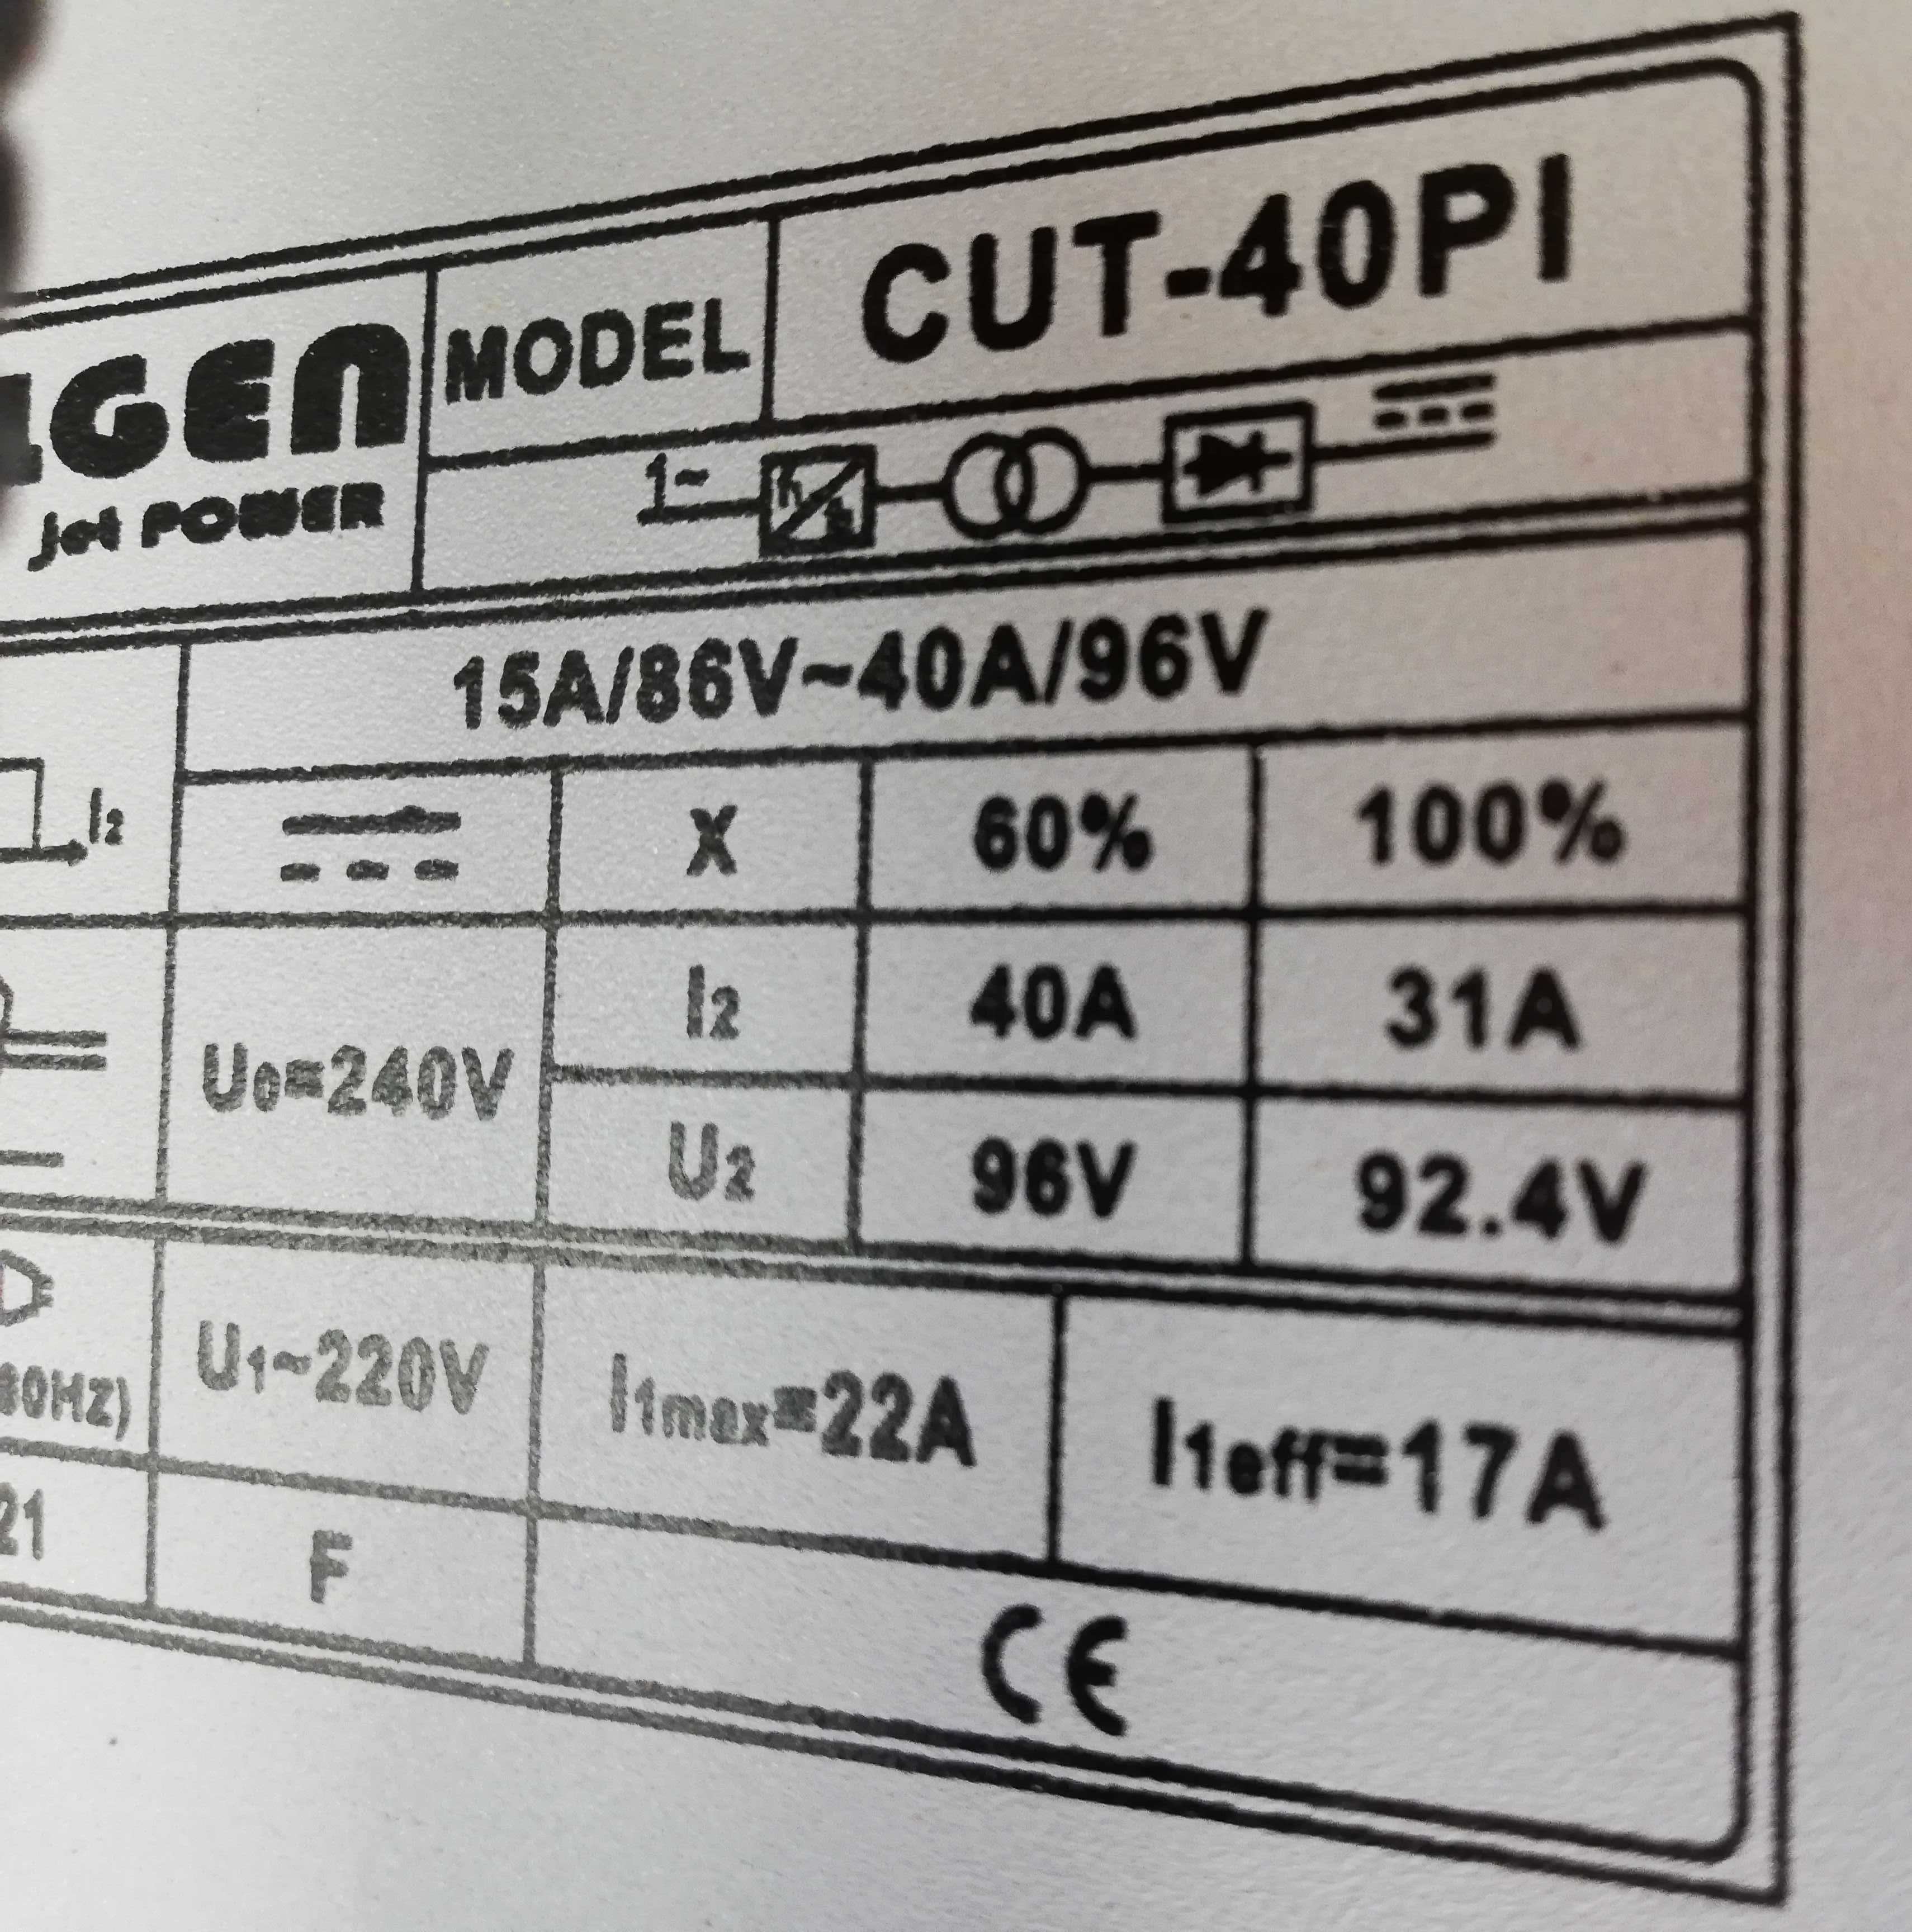 MODEL
CUT-40PI
GEN
jet POWER
1~
15A/86V~40A/96V
I2
X
60%
100%
U0=240V
I2
40A
31A
U2
96V
92.4V
U1~220V
I1max=22A
I1eff=17A
0HZ)
21
F
CE